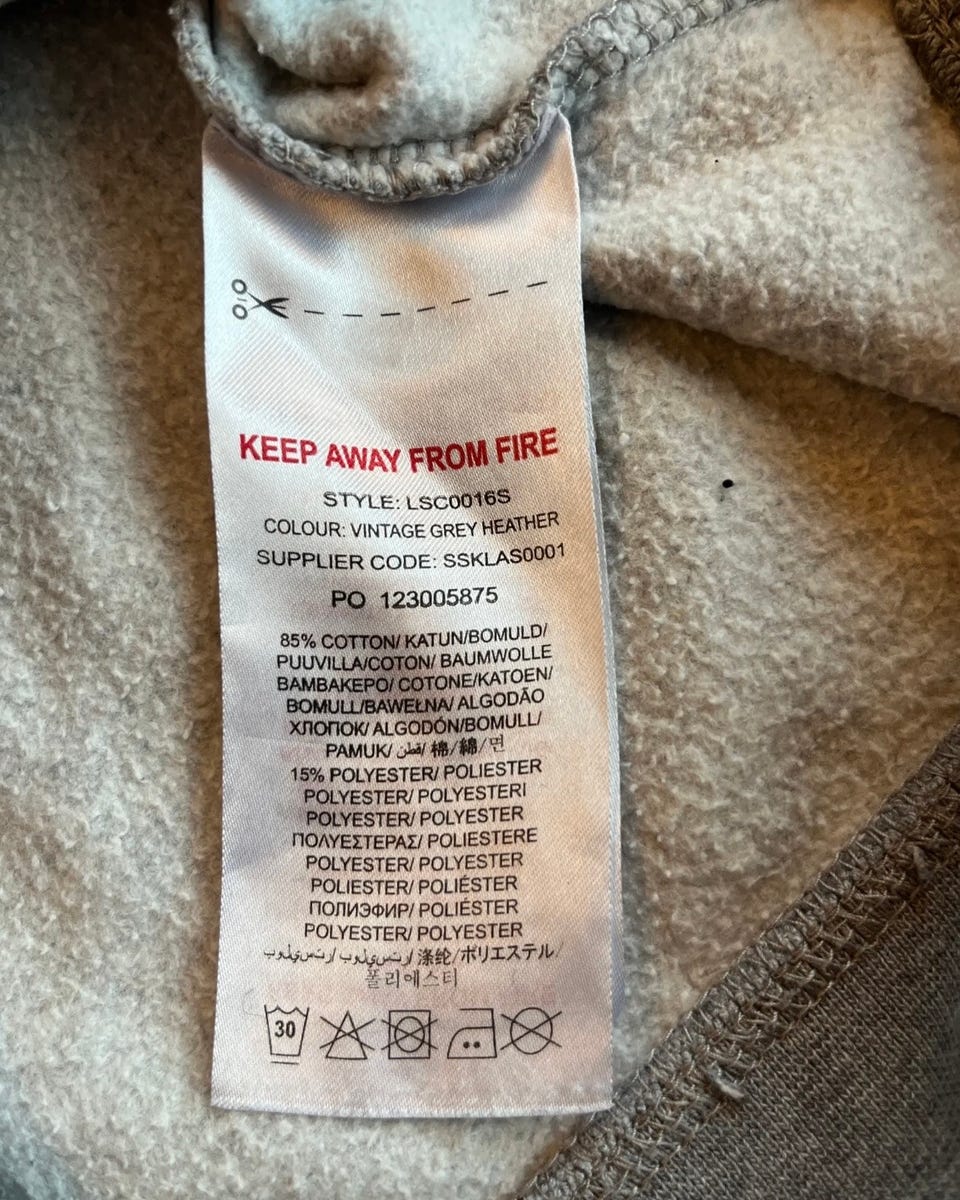 KEEP AWAY FROM FIRE
STYLE: LSC0016S
COLOUR: VINTAGE GREY HEATHER
SUPPLIER CODE: SSKLAS0001
PO 123005875
85% COTTON/ KATUN/BOMULD/
PUUVILLA/COTON/ BAUMWOLLE
BAMBAKEPO/ COTONE/KATOEN/
BOMULL/BAWEŁNA/ ALGODÃO
ХЛОПОК/ ALGODÓN/BOMULL/
PAMUK/ قطن/ 棉/綿/면
15% POLYESTER/ POLIESTER
POLYESTER/ POLYESTERI
POLYESTER/ POLYESTER
ΠΟΛΥΕΣΤΕΡΑΣ/ POLIESTERE
POLYESTER/ POLYESTER
POLIESTER/ POLIÉSTER
ПОЛИЭФИР/ POLIÉSTER
POLYESTER/ POLYESTER
بوليستر/ بوليستر/ 涤纶/ポリエステル/
폴리에스터
30